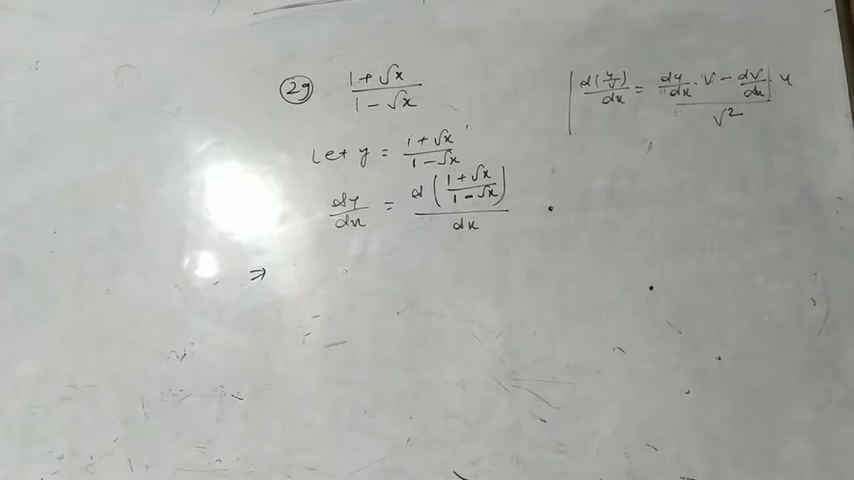 (29) (1+√x)/(1-√x)
Let y = (1+√x)/(1-√x)
dy/dx = d((1+√x)/(1-√x))/dx
⇒
d(u/v)/dx = (du/dx · v - dv/dx · u)/v²